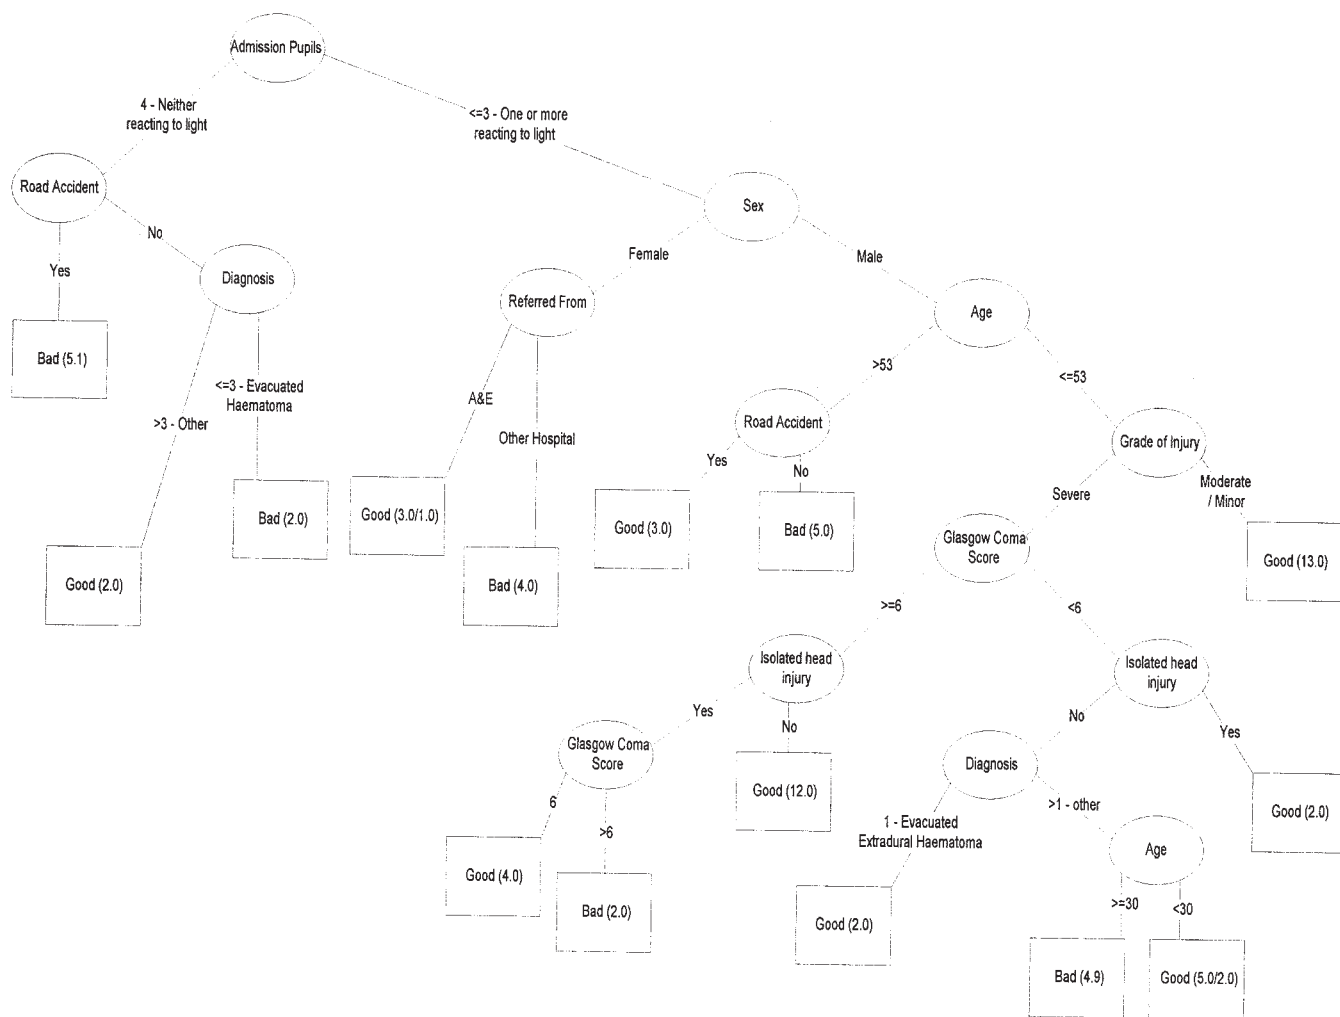 Admission Pupils
4 - Neither
reacting to light
<=3 - One or more
reacting to light
Road Accident
Sex
No
Female
Male
Yes
Diagnosis
Referred From
Age
Bad (5.1)
>53
<=53
<=3 - Evacuated
Haematoma
A&E
>3 - Other
Other Hospital
Road Accident
Grade of Injury
Yes
No
Severe
Moderate
/ Minor
Bad (2.0)
Good (3.0/1.0)
Good (3.0)
Bad (5.0)
Glasgow Coma
Score
Good (13.0)
Good (2.0)
Bad (4.0)
>=6
<6
Isolated head
injury
Isolated head
injury
Yes
No
No
Yes
Glasgow Coma
Score
Diagnosis
Good (12.0)
6
>6
1 - Evacuated
Extradural Haematoma
>1 - other
Good (2.0)
Age
Good (4.0)
Bad (2.0)
Good (2.0)
>=30
<30
Bad (4.9)
Good (5.0/2.0)